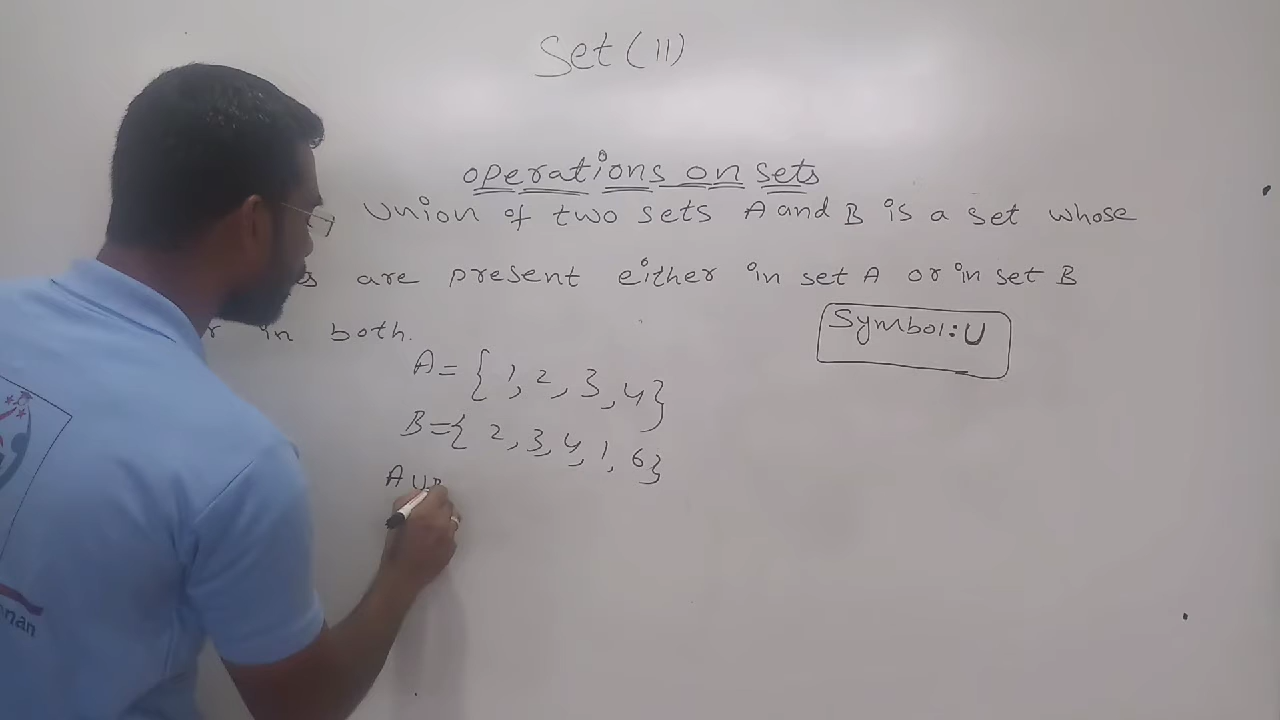 Set (11)
operations on sets
Union of two sets A and B is a set whose
are present either in set A or in set B
in both.
Symbol: U
A = { 1, 2, 3, 4}
B = { 2, 3, 4, 1, 6}
A U